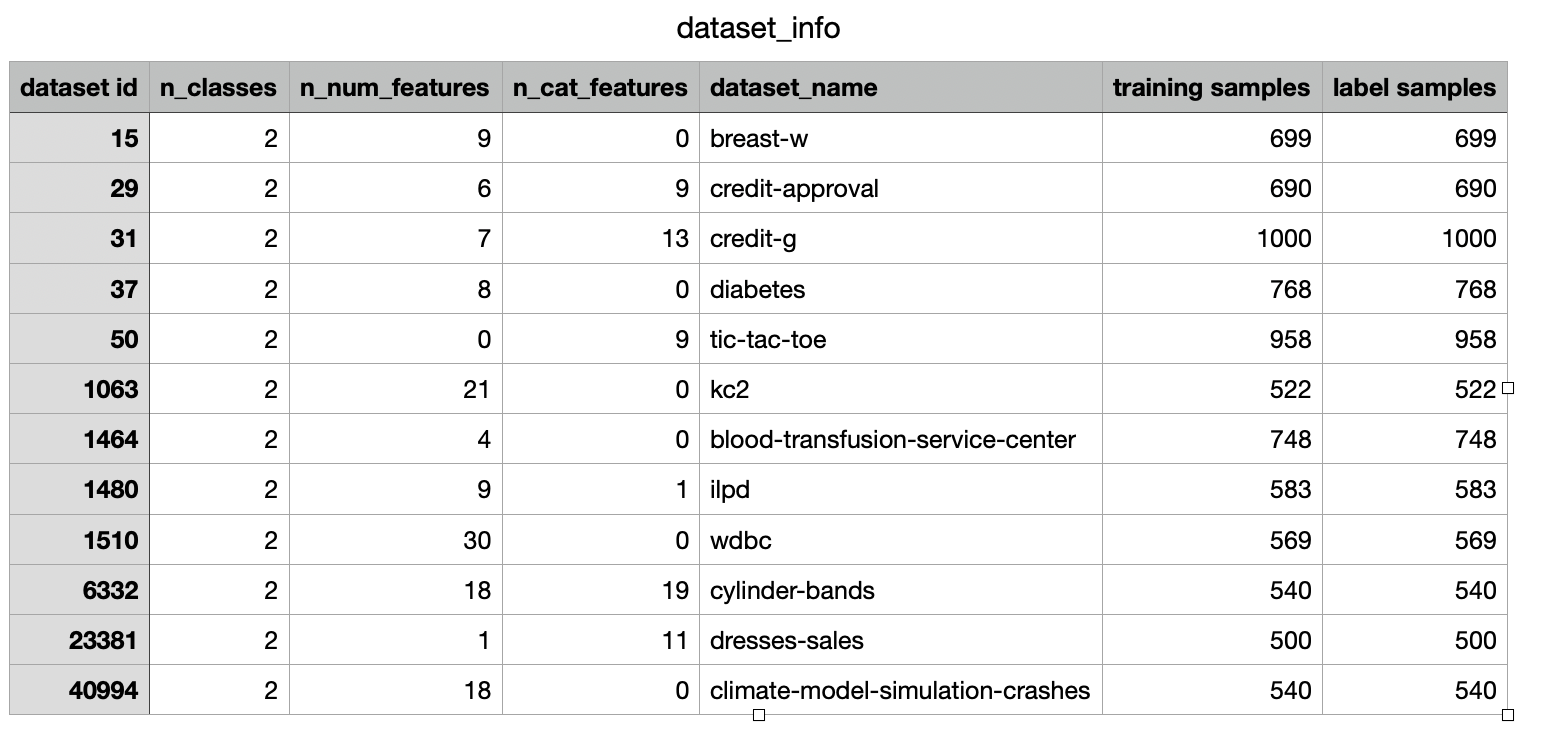 dataset_info
dataset id n_classes n_num_features n_cat_features dataset_name training samples label samples
15 2 9 0 breast-w 699 699
29 2 6 9 credit-approval 690 690
31 2 7 13 credit-g 1000 1000
37 2 8 0 diabetes 768 768
50 2 0 9 tic-tac-toe 958 958
1063 2 21 0 kc2 522 522
1464 2 4 0 blood-transfusion-service-center 748 748
1480 2 9 1 ilpd 583 583
1510 2 30 0 wdbc 569 569
6332 2 18 19 cylinder-bands 540 540
23381 2 1 11 dresses-sales 500 500
40994 2 18 0 climate-model-simulation-crashes 540 540